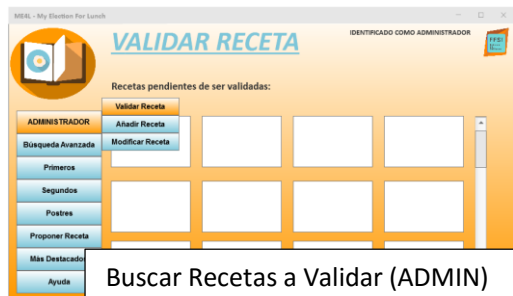 ME4L - My Election For Lunch
VALIDAR RECETA
IDENTIFICADO COMO ADMINISTRADOR
Recetas pendientes de ser validadas:
Validar Receta
ADMINISTRADOR
Añadir Receta
Búsqueda Avanzada
Modificar Receta
Primeros
Segundos
Postres
Proponer Receta
Más Destacados
Ayuda
Buscar Recetas a Validar (ADMIN)